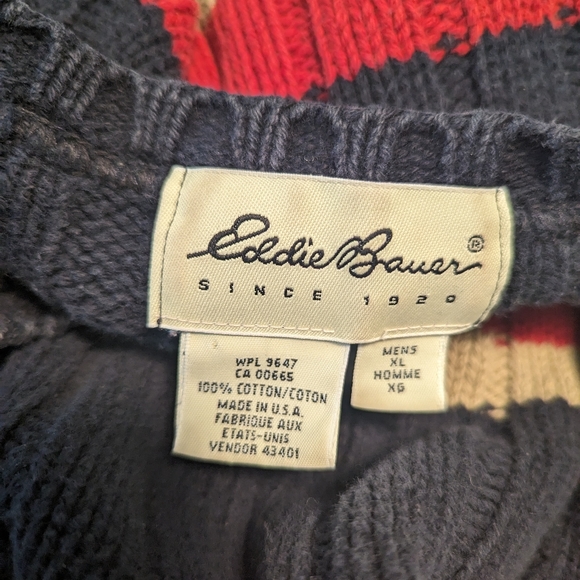 Eddie Bauer®
SINCE 1920
WPL 9647
CA 00665
100% COTTON/COTON
MADE IN U.S.A.
FABRIQUE AUX
ETATS-UNIS
VENDOR 43401
MENS
XL
HOMME
XG